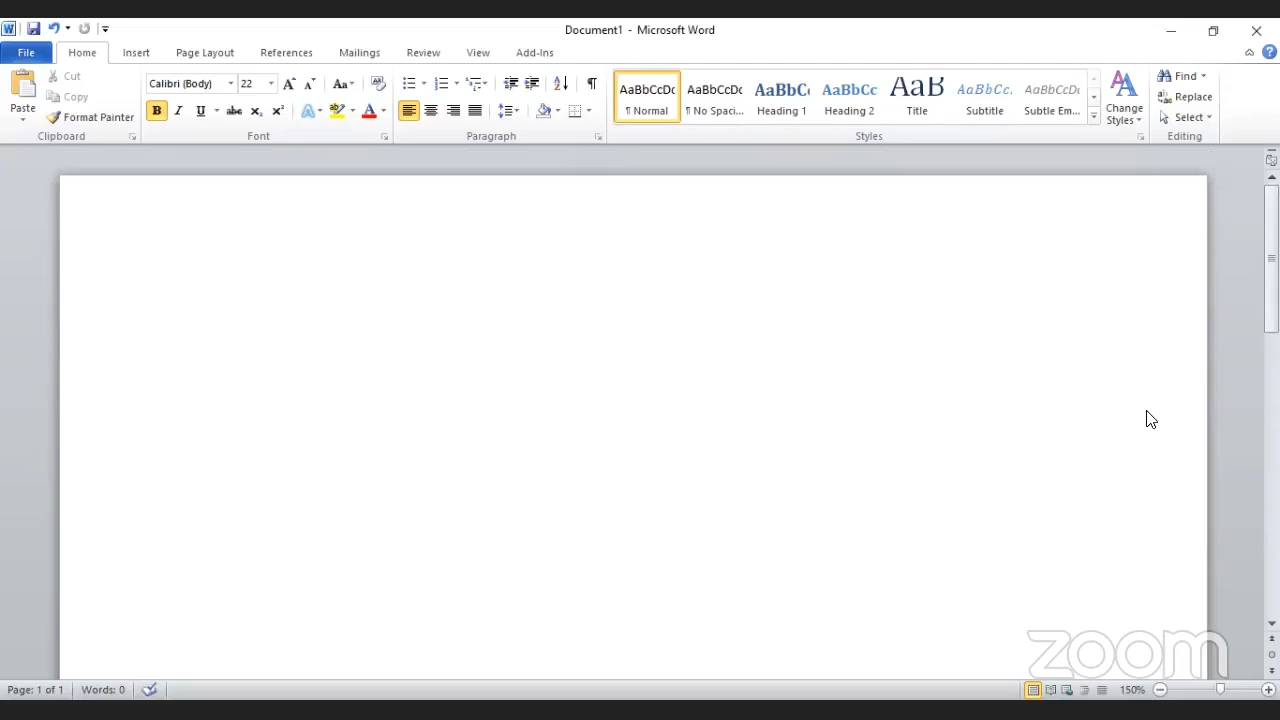 Document1 - Microsoft Word
File Home Insert Page Layout References Mailings Review View Add-Ins
Paste
Cut
Copy
Format Painter
Clipboard
Calibri (Body) 22
Font
Paragraph
AaBbCcDc AaBbCcDc AaBbC AaBbCc AaB AaBbCc. AaBbCcDc
¶ Normal ¶ No Spaci... Heading 1 Heading 2 Title Subtitle Subtle Em...
Styles
Change
Styles
Find
Replace
Select
Editing
zoom
Page: 1 of 1 Words: 0 150%